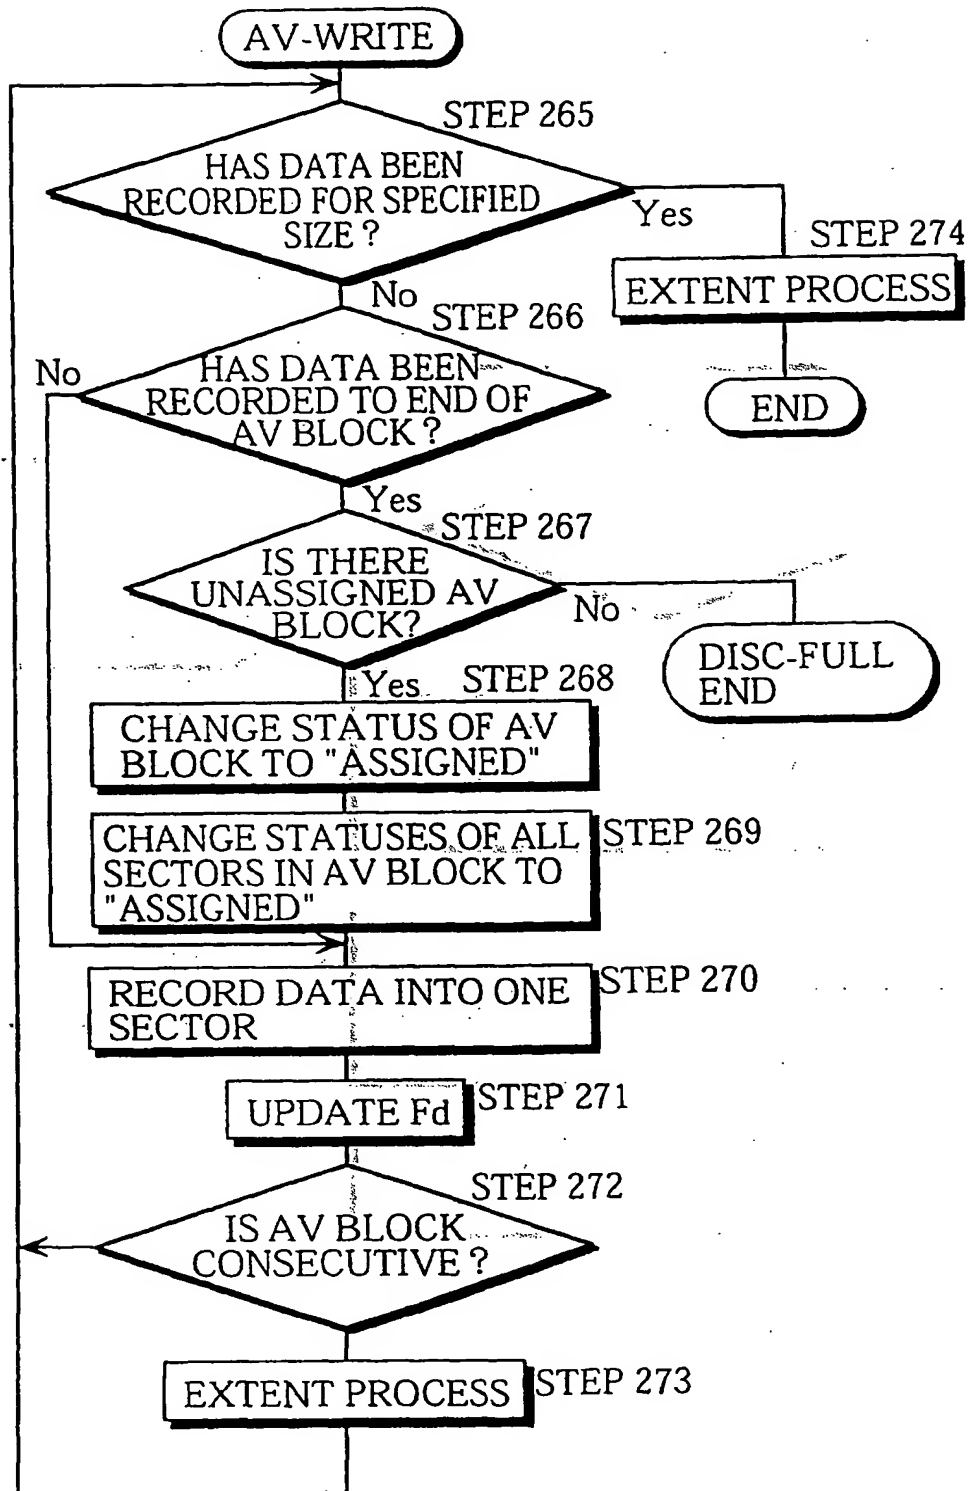 AV-WRITE
STEP 265
HAS DATA BEEN
RECORDED FOR SPECIFIED
SIZE ?
Yes
STEP 274
EXTENT PROCESS
END
No
STEP 266
No
HAS DATA BEEN
RECORDED TO END OF
AV BLOCK ?
Yes
STEP 267
IS THERE
UNASSIGNED AV
BLOCK?
No
DISC-FULL
END
Yes
STEP 268
CHANGE STATUS OF AV
BLOCK TO "ASSIGNED"
CHANGE STATUSES OF ALL
SECTORS IN AV BLOCK TO
"ASSIGNED"
STEP 269
RECORD DATA INTO ONE
SECTOR
STEP 270
UPDATE Fd
STEP 271
STEP 272
IS AV BLOCK
CONSECUTIVE ?
EXTENT PROCESS
STEP 273